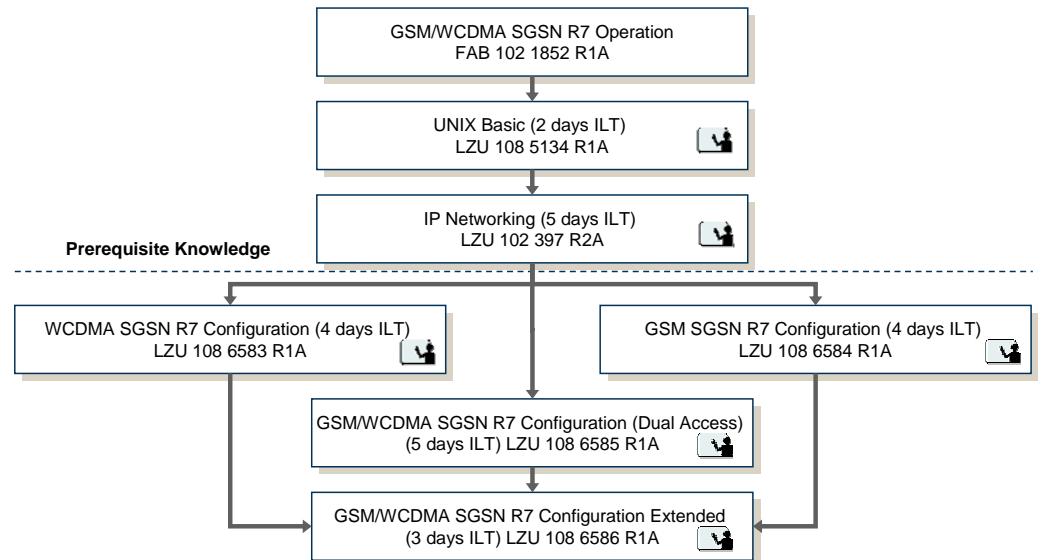 GSM/WCDMA SGSN R7 Operation
FAB 102 1852 R1A
UNIX Basic (2 days ILT)
LZU 108 5134 R1A
IP Networking (5 days ILT)
LZU 102 397 R2A
Prerequisite Knowledge
WCDMA SGSN R7 Configuration (4 days ILT)
LZU 108 6583 R1A
GSM SGSN R7 Configuration (4 days ILT)
LZU 108 6584 R1A
GSM/WCDMA SGSN R7 Configuration (Dual Access)
(5 days ILT) LZU 108 6585 R1A
GSM/WCDMA SGSN R7 Configuration Extended
(3 days ILT) LZU 108 6586 R1A